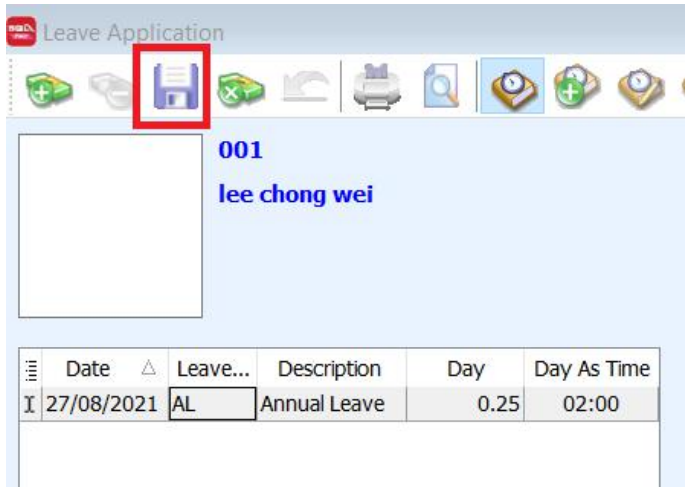 Leave Application
001
lee chong wei
Date Leave... Description Day Day As Time
27/08/2021 AL Annual Leave 0.25 02:00